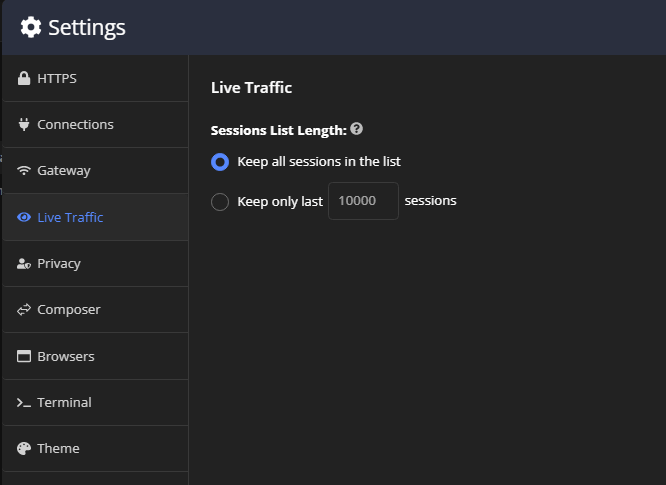 Settings
HTTPS
Connections
Gateway
Live Traffic
Privacy
Composer
Browsers
Terminal
Theme
Live Traffic
Sessions List Length:
Keep all sessions in the list
Keep only last 10000 sessions